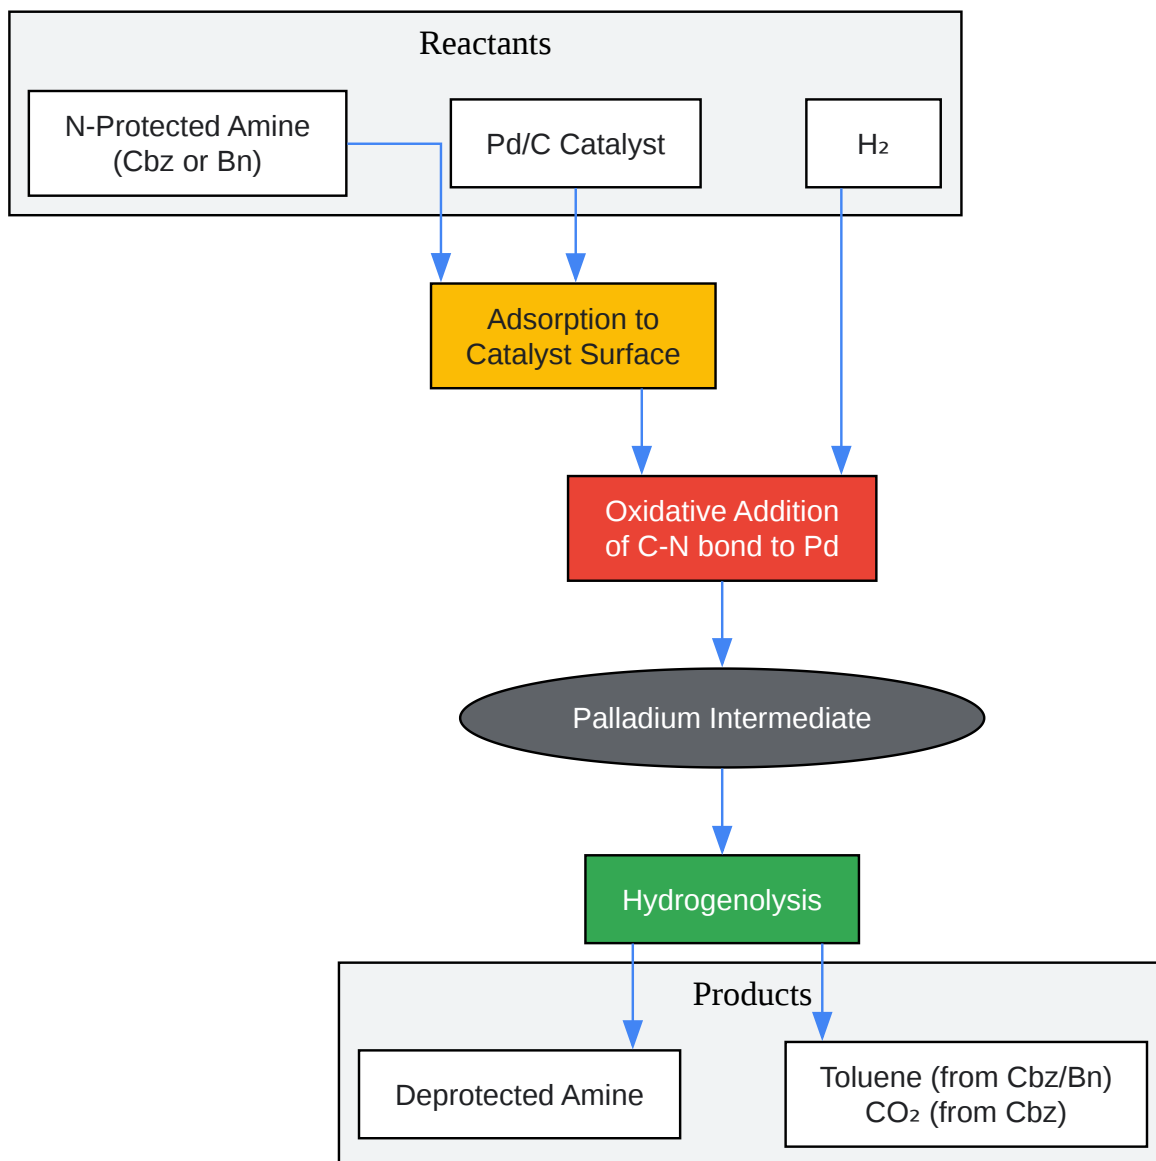 Reactants
N-Protected Amine
(Cbz or Bn)
Pd/C Catalyst
H₂
Adsorption to
Catalyst Surface
Oxidative Addition
of C-N bond to Pd
Palladium Intermediate
Hydrogenolysis
Products
Deprotected Amine
Toluene (from Cbz/Bn)
CO₂ (from Cbz)